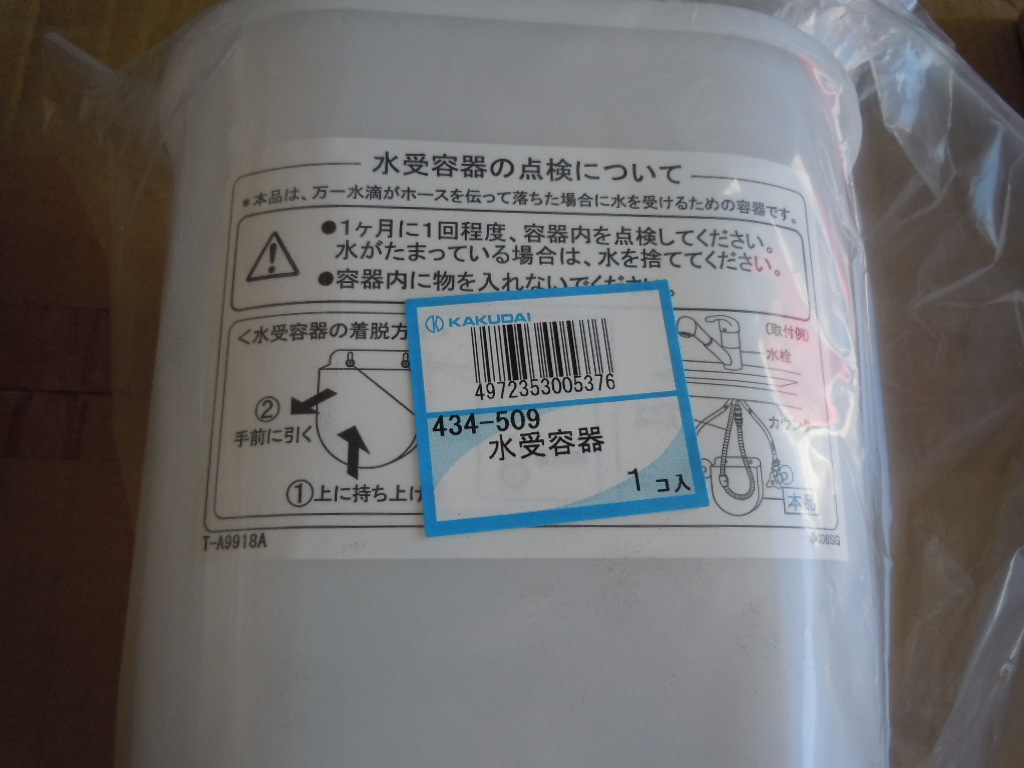 水受容器の点検について
*本品は、万一水滴がホースを伝って落ちた場合に水を受けるための容器です。
●1ヶ月に1回程度、容器内を点検してください。
水がたまっている場合は、水を捨ててください。
●容器内に物を入れないでください。
<水受容器の着脱方
②
手前に引く
①上に持ち上げ
KAKUDAI
4972353005376
434-509
水受容器
1コ入
《取付例》
水栓
カウンター
本品
T-A9918A